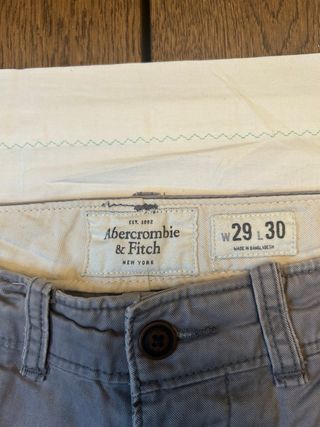 EST. 1892
Abercrombie
& Fitch
NEW YORK
W 29 L 30
MADE IN BANGLADESH